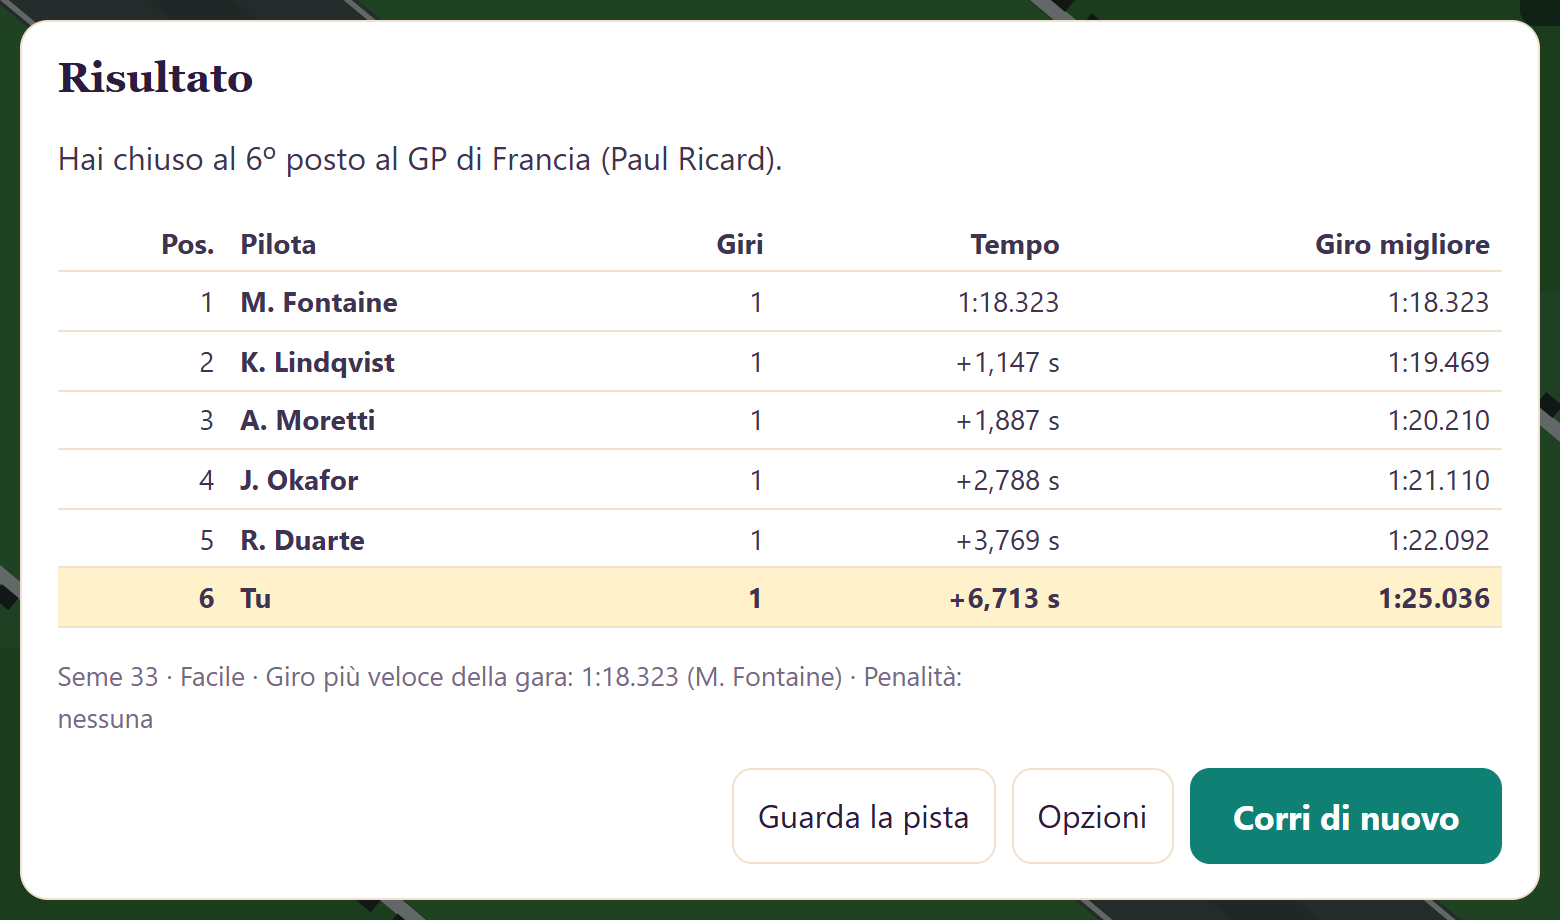 Risultato
Hai chiuso al 6º posto al GP di Francia (Paul Ricard).
Pos. Pilota Giri Tempo Giro migliore
1 M. Fontaine 1 1:18.323 1:18.323
2 K. Lindqvist 1 +1,147 s 1:19.469
3 A. Moretti 1 +1,887 s 1:20.210
4 J. Okafor 1 +2,788 s 1:21.110
5 R. Duarte 1 +3,769 s 1:22.092
6 Tu 1 +6,713 s 1:25.036
Seme 33 · Facile · Giro più veloce della gara: 1:18.323 (M. Fontaine) · Penalità:
nessuna
Guarda la pista Opzioni Corri di nuovo